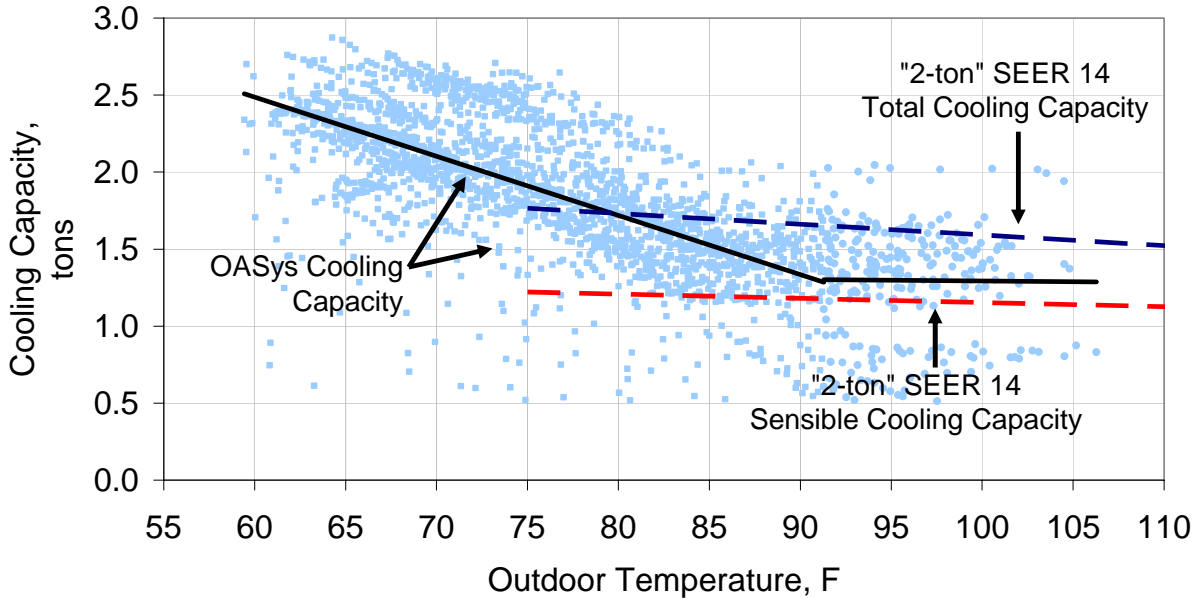 3.0
2.5
2.0
1.5
1.0
0.5
0.0
Cooling Capacity,
tons
"2-ton" SEER 14
Total Cooling Capacity
OASys Cooling
Capacity
"2-ton" SEER 14
Sensible Cooling Capacity
55 60 65 70 75 80 85 90 95 100 105 110
Outdoor Temperature, F